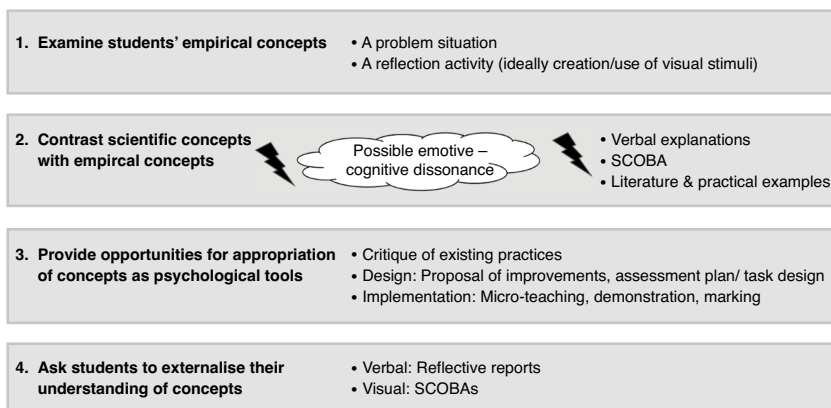 1. Examine students' empirical concepts
• A problem situation
• A reflection activity (ideally creation/use of visual stimuli)
2. Contrast scientific concepts
with empircal concepts
Possible emotive –
cognitive dissonance
• Verbal explanations
• SCOBA
• Literature & practical examples
3. Provide opportunities for appropriation
of concepts as psychological tools
• Critique of existing practices
• Design: Proposal of improvements, assessment plan/ task design
• Implementation: Micro-teaching, demonstration, marking
4. Ask students to externalise their
understanding of concepts
• Verbal: Reflective reports
• Visual: SCOBAs